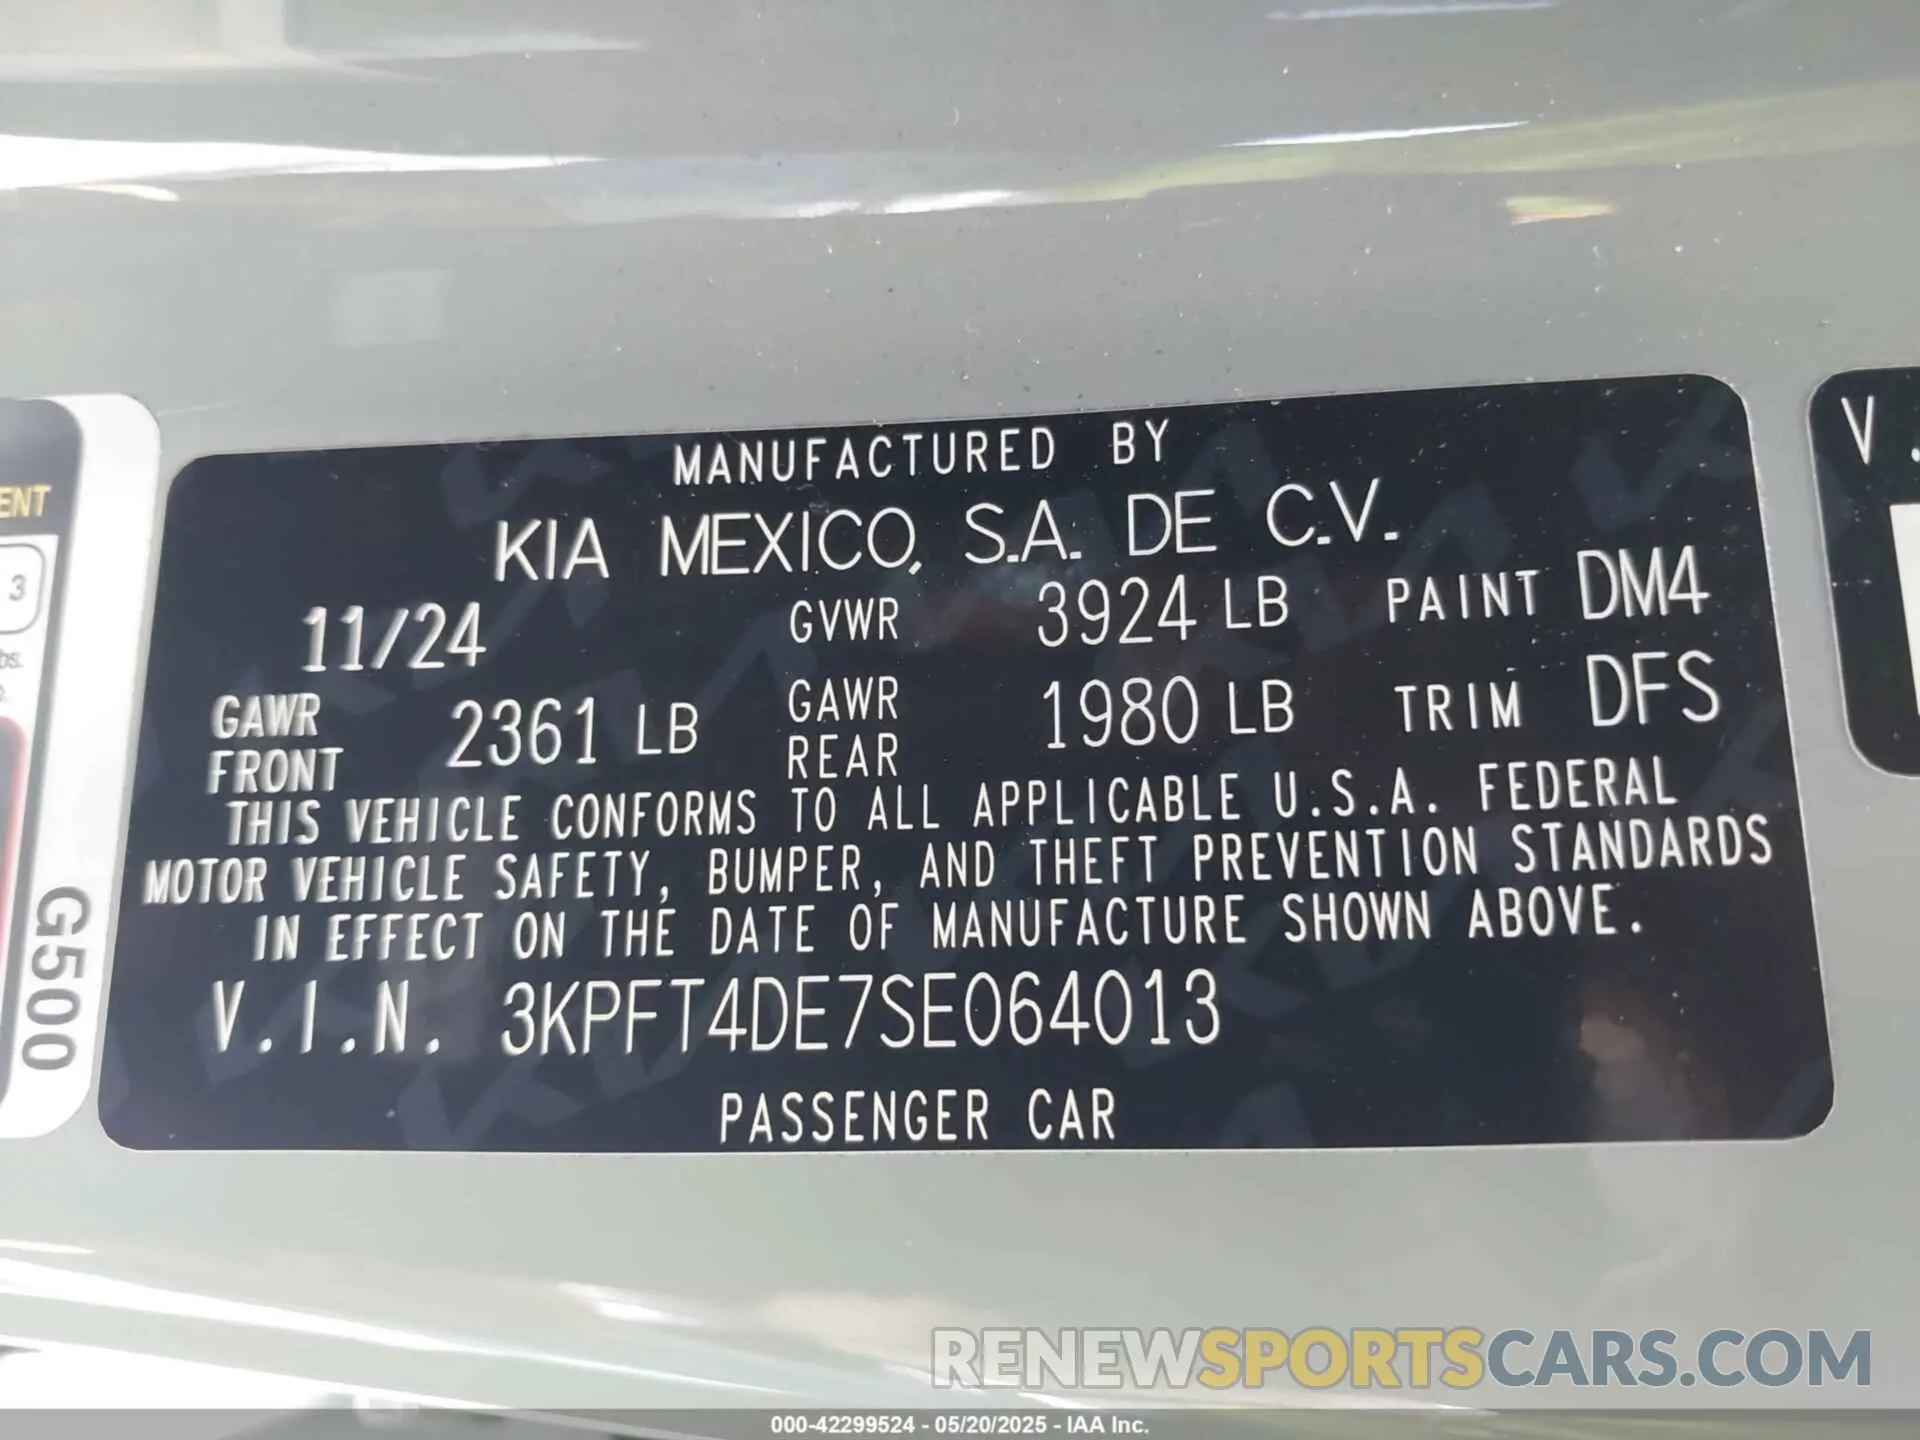 MANUFACTURED BY
KIA MEXICO, S.A. DE C.V.
11/24 GVWR 3924 LB PAINT DM4
GAWR FRONT 2361 LB GAWR REAR 1980 LB TRIM DFS
THIS VEHICLE CONFORMS TO ALL APPLICABLE U.S.A. FEDERAL
MOTOR VEHICLE SAFETY, BUMPER, AND THEFT PREVENTION STANDARDS
IN EFFECT ON THE DATE OF MANUFACTURE SHOWN ABOVE.
V.I.N. 3KPFT4DE7SE064013
PASSENGER CAR
ENT
3
G500
V.
RENEWSPORTSCARS.COM
000-42299524 - 05/20/2025 - IAA Inc.